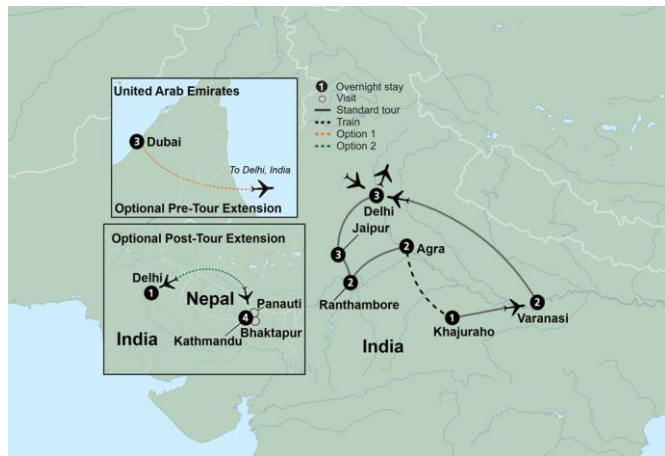 United Arab Emirates
3 Dubai
To Delhi, India
Optional Pre-Tour Extension
1 Overnight stay
Visit
Standard tour
Train
Option 1
Option 2
Optional Post-Tour Extension
Delhi
1
Nepal
Panauti
4
India
Bhaktapur
Kathmandu
3
Delhi
Jaipur
3
2
Agra
2
Ranthambore
1
Khajuraho
2
Varanasi
India